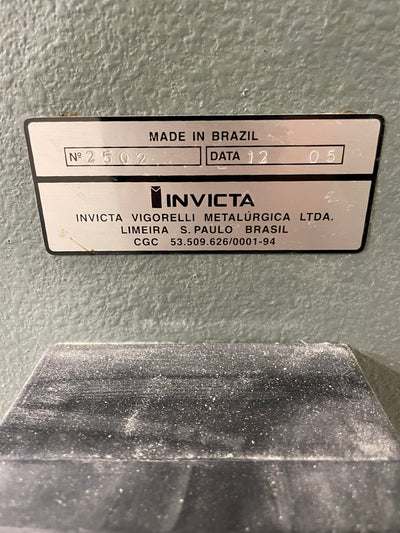 MADE IN BRAZIL
Nº 2502 DATA 12 05
INVICTA
INVICTA VIGORELLI METALÚRGICA LTDA.
LIMEIRA S. PAULO BRASIL
CGC 53.509.626/0001-94